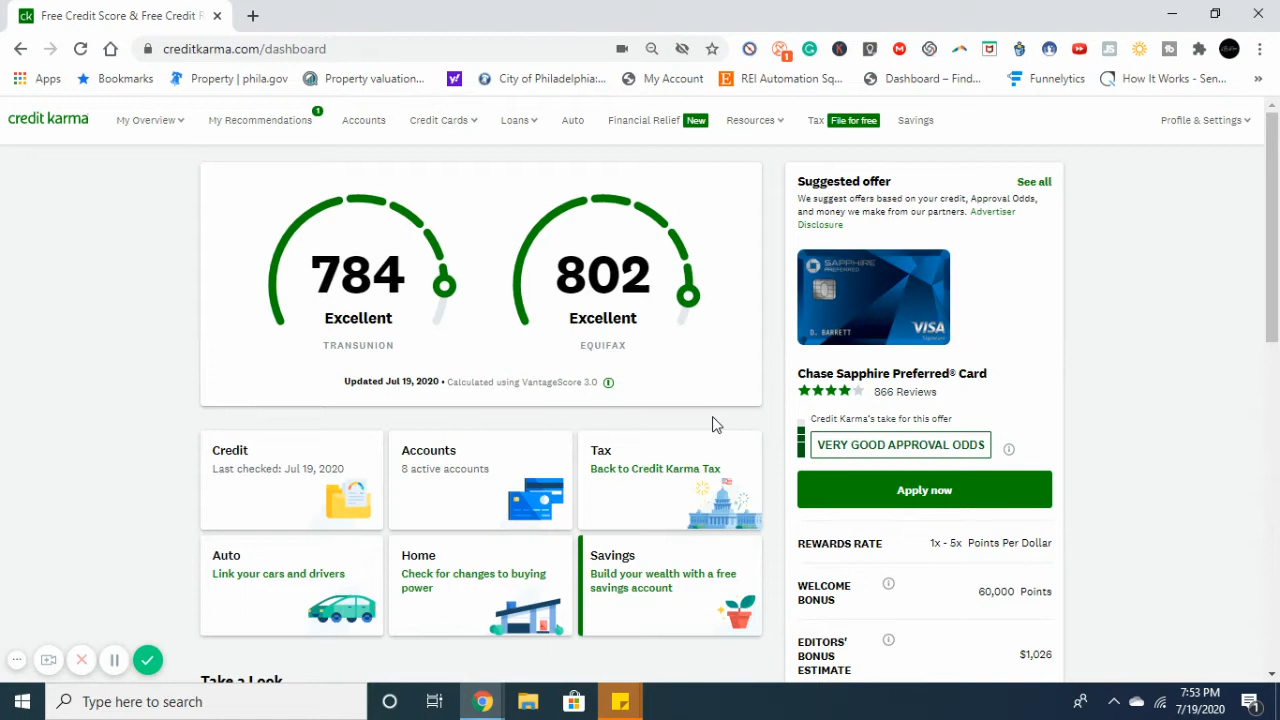 ck Free Credit Score & Free Credit R
creditkarma.com/dashboard
1
Apps Bookmarks Property | phila.gov Property valuation... City of Philadelphia:... My Account REI Automation Sq... Dashboard – Find... Funnelytics How It Works - Sen... »
credit karma My Overview My Recommendations 1 Accounts Credit Cards Loans Auto Financial Relief New Resources Tax File for free Savings Profile & Settings
784
Excellent
TRANSUNION
802
Excellent
EQUIFAX
Updated Jul 19, 2020 • Calculated using VantageScore 3.0
Credit
Last checked: Jul 19, 2020
Accounts
8 active accounts
Tax
Back to Credit Karma Tax
Auto
Link your cars and drivers
Home
Check for changes to buying
power
Savings
Build your wealth with a free
savings account
Take a Look
Suggested offer See all
We suggest offers based on your credit, Approval Odds,
and money we make from our partners. Advertiser
Disclosure
SAPPHIRE
PREFERRED
D. BARRETT
VISA
Chase Sapphire Preferred® Card
866 Reviews
Credit Karma's take for this offer
VERY GOOD APPROVAL ODDS
Apply now
REWARDS RATE 1x - 5x Points Per Dollar
WELCOME
BONUS
60,000 Points
EDITORS'
BONUS
ESTIMATE
$1,026
Type here to search
7:53 PM
7/19/2020
1